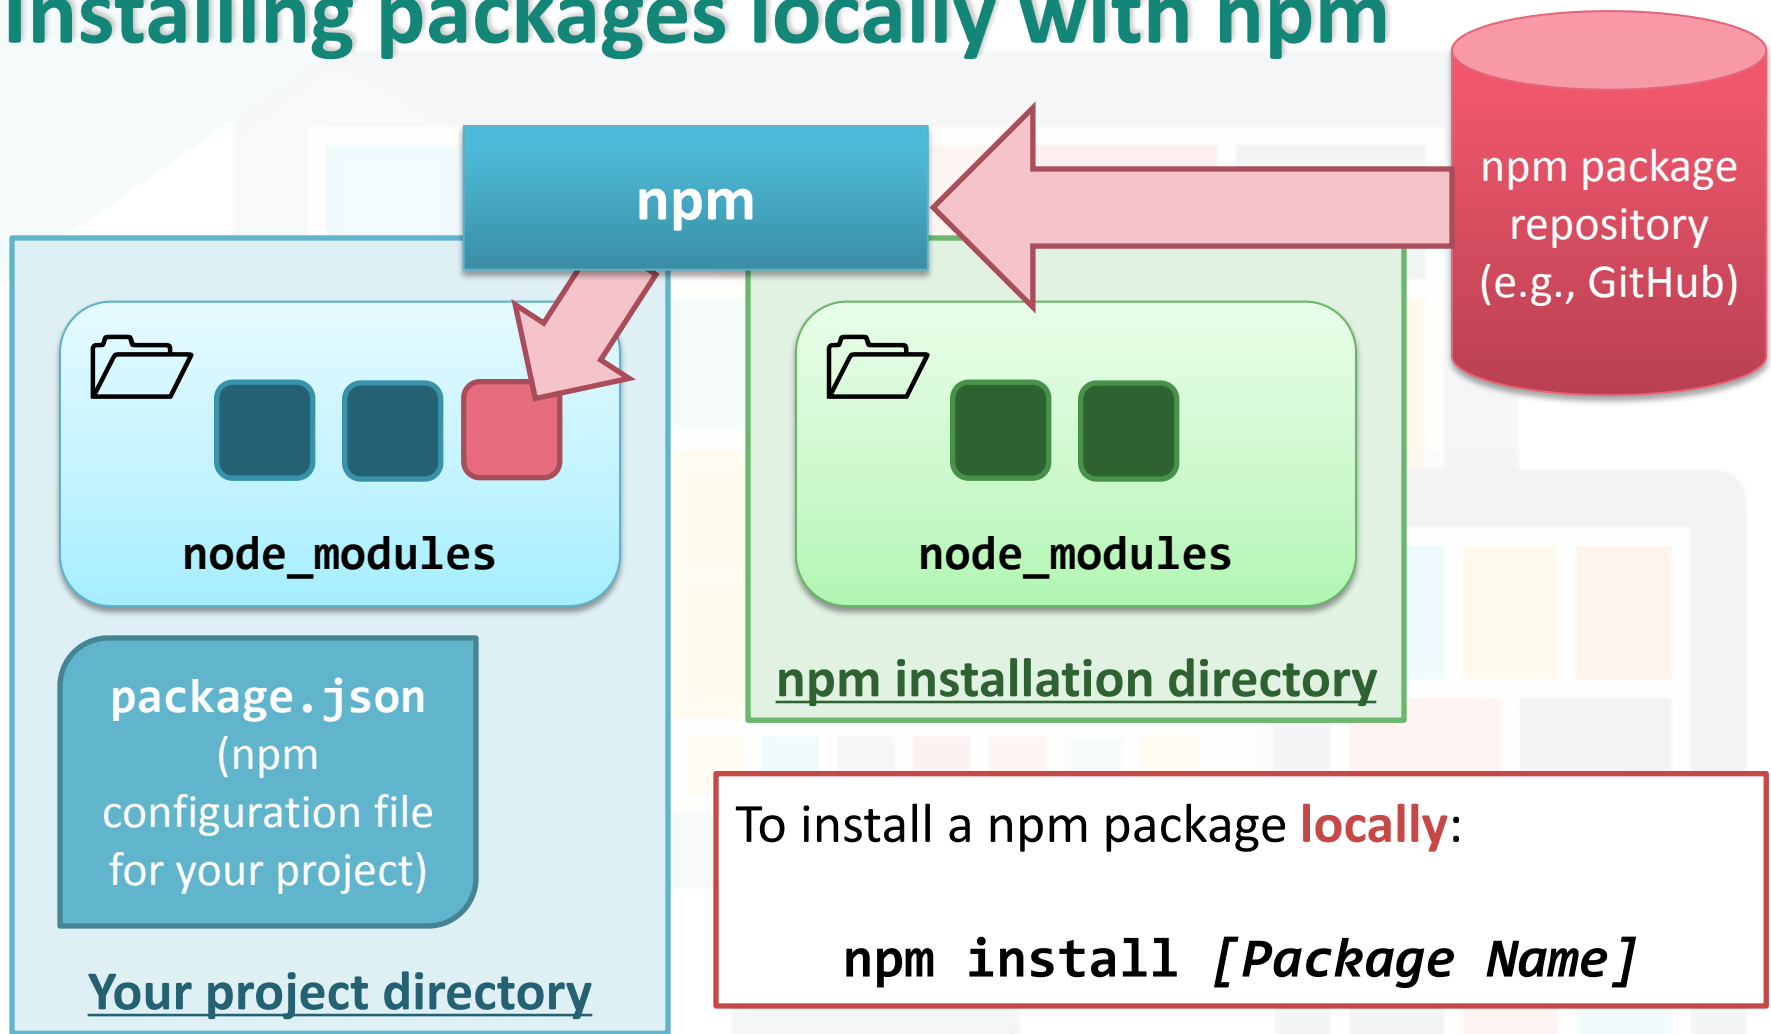 Installing packages locally with npm
npm
npm package
repository
(e.g., GitHub)
node_modules
node_modules
npm installation directory
package.json
(npm
configuration file
for your project)
Your project directory
To install a npm package locally:
npm install [Package Name]